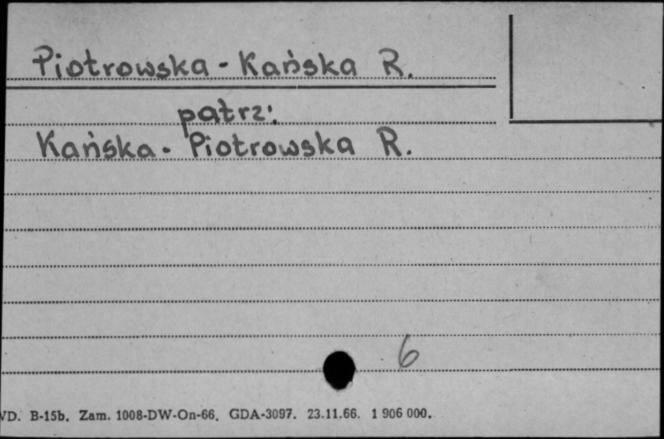 Piotrowska - Kańska R.
patrz:
Kańska - Piotrowska R.
6
VD. B-15b. Zam. 1008-DW-On-66. GDA-3097. 23.11.66. 1 906 000.